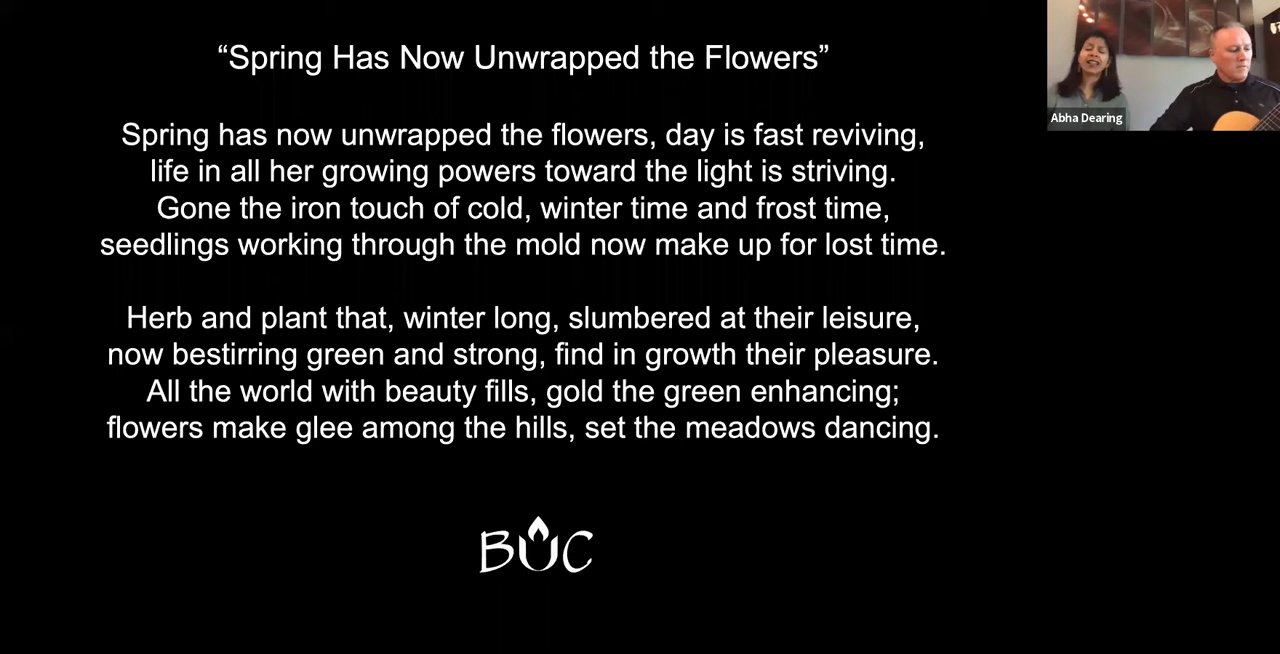 “Spring Has Now Unwrapped the Flowers”
Spring has now unwrapped the flowers, day is fast reviving,
life in all her growing powers toward the light is striving.
Gone the iron touch of cold, winter time and frost time,
seedlings working through the mold now make up for lost time.
Herb and plant that, winter long, slumbered at their leisure,
now bestirring green and strong, find in growth their pleasure.
All the world with beauty fills, gold the green enhancing;
flowers make glee among the hills, set the meadows dancing.
BUC
Abha Dearing